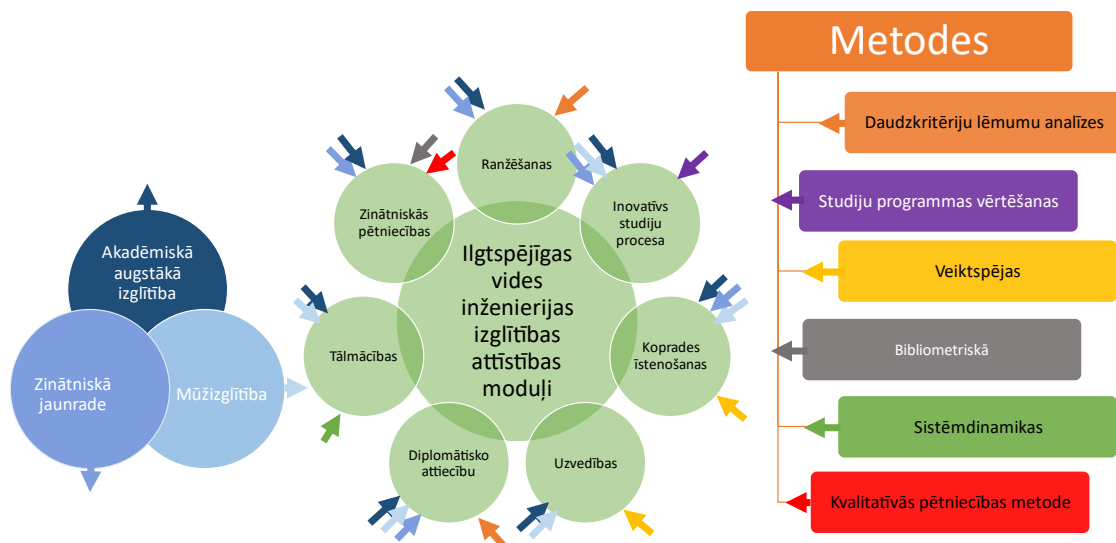 Akadēmiskā
augstākā
izglītība
Zinātniskā
jaunrade
Mūžizglītība
Ilgtspējīgas
vides
inženierijas
izglītības
attīstības
moduļi
Ranžēšanas
Inovatīvs
studiju
procesa
Koprades
īstenošanas
Uzvedības
Diplomātisko
attiecību
Tālmācības
Zinātniskās
pētniecības
Metodes
Daudzkritēriju lēmumu analīzes
Studiju programmas vērtēšanas
Veiktspējas
Bibliometriskā
Sistēmdinamikas
Kvalitatīvās pētniecības metode